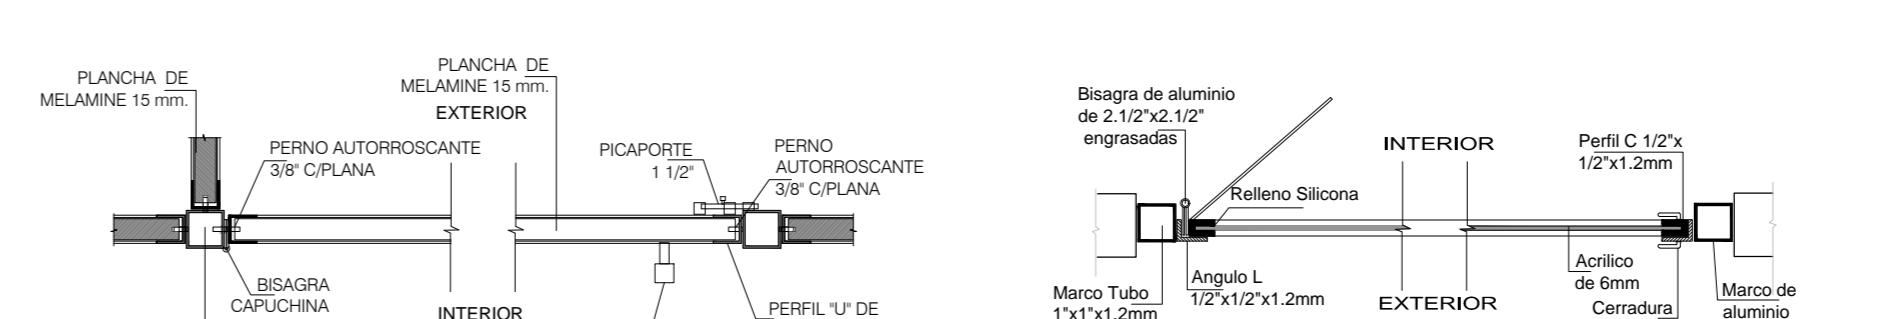 PLANCHA DE
MELAMINE 15 mm.
PLANCHA DE
MELAMINE 15 mm.
EXTERIOR
PERNO AUTORROSCANTE
3/8" C/PLANA
PICAPORTE
1 1/2"
PERNO
AUTORROSCANTE
3/8" C/PLANA
BISAGRA
CAPUCHINA
INTERIOR
PERFIL "U" DE
Bisagra de aluminio
de 2.1/2"x2.1/2"
engrasadas
INTERIOR
Perfil C 1/2"x
1/2"x1.2mm
Relleno Silicona
Marco Tubo
1"x1"x1.2mm
Angulo L
1/2"x1/2"x1.2mm
EXTERIOR
Acrilico
de 6mm
Cerradura
Marco de
aluminio